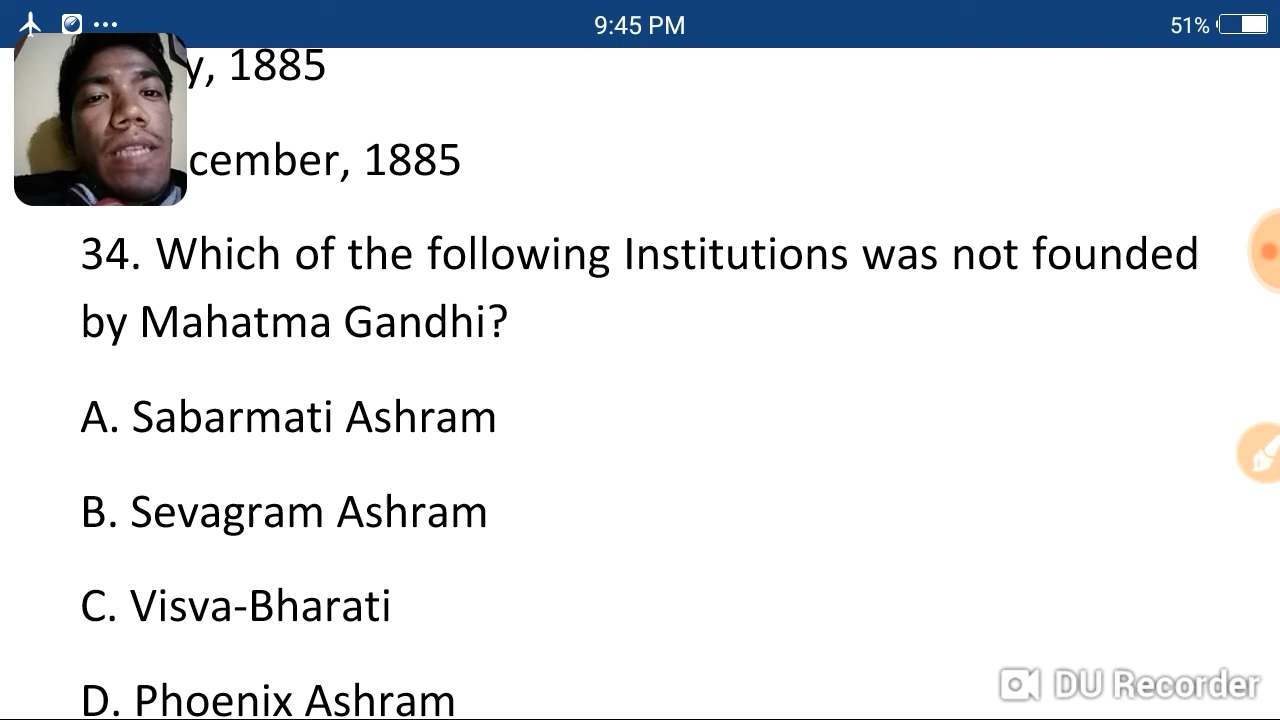 9:45 PM 51%
y, 1885
cember, 1885
34. Which of the following Institutions was not founded
by Mahatma Gandhi?
A. Sabarmati Ashram
B. Sevagram Ashram
C. Visva-Bharati
D. Phoenix Ashram
DU Recorder